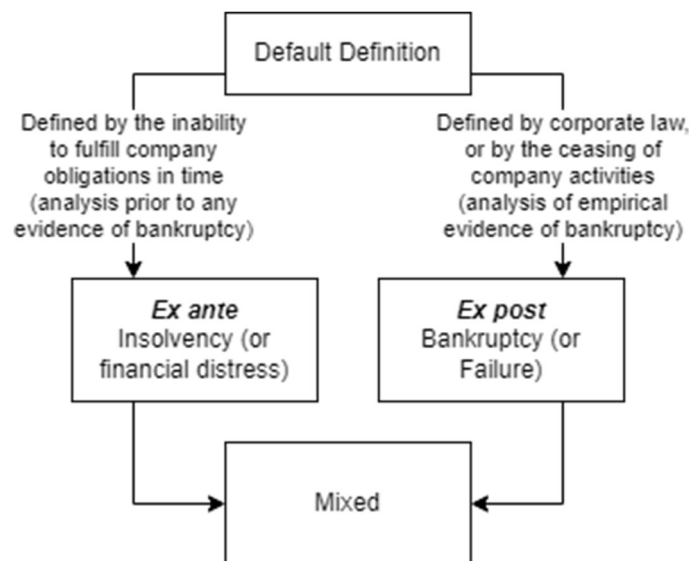 Default Definition
Defined by the inability
to fulfill company
obligations in time
(analysis prior to any
evidence of bankruptcy)
Defined by corporate law,
or by the ceasing of
company activities
(analysis of empirical
evidence of bankruptcy)
Ex ante
Insolvency (or
financial distress)
Ex post
Bankruptcy (or
Failure)
Mixed